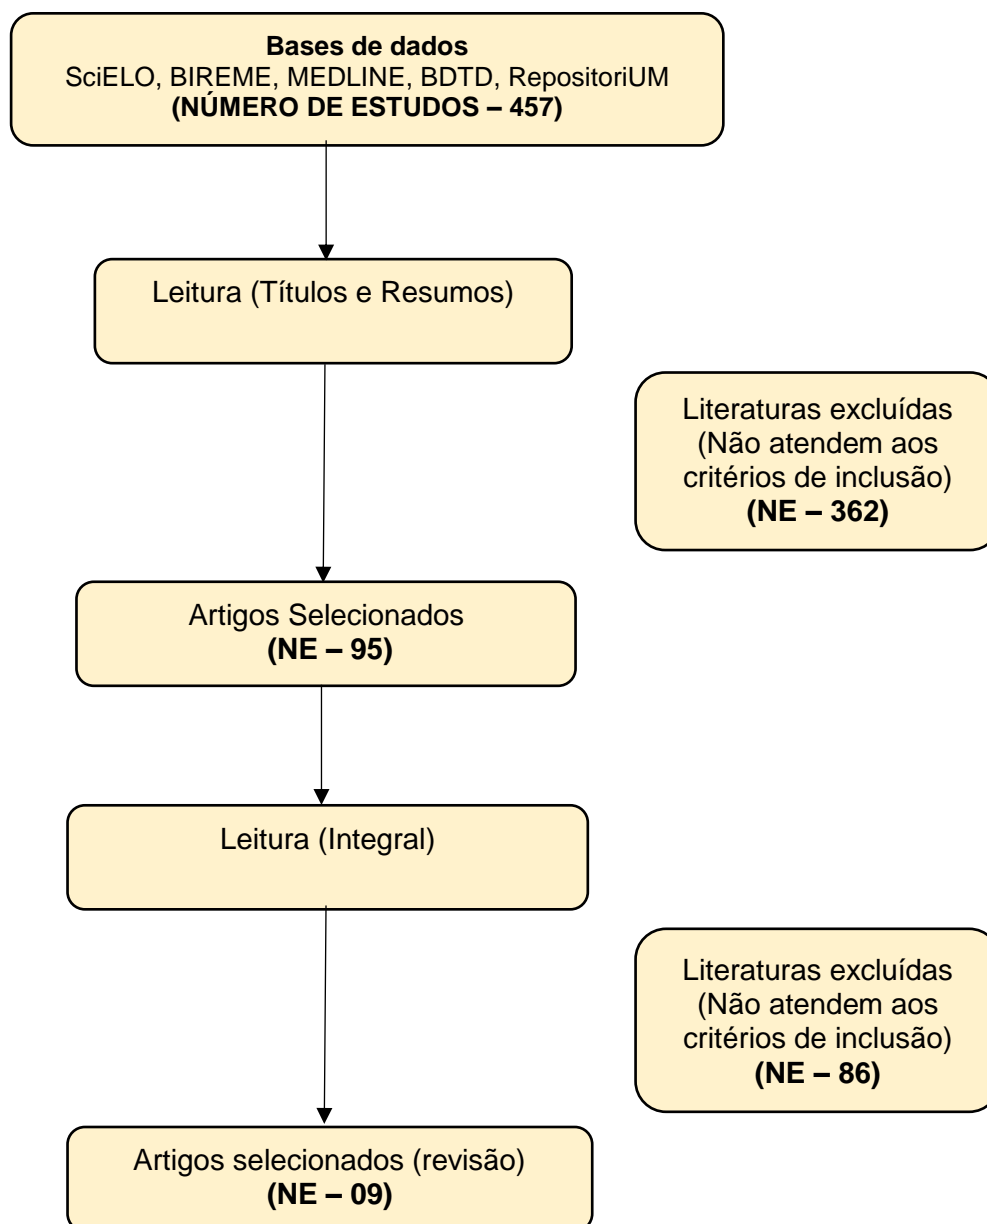 Bases de dados
SciELO, BIREME, MEDLINE, BDTD, RepositoriUM
(NÚMERO DE ESTUDOS – 457)
Leitura (Títulos e Resumos)
Literaturas excluídas
(Não atendem aos
critérios de inclusão)
(NE – 362)
Artigos Selecionados
(NE – 95)
Leitura (Integral)
Literaturas excluídas
(Não atendem aos
critérios de inclusão)
(NE – 86)
Artigos selecionados (revisão)
(NE – 09)